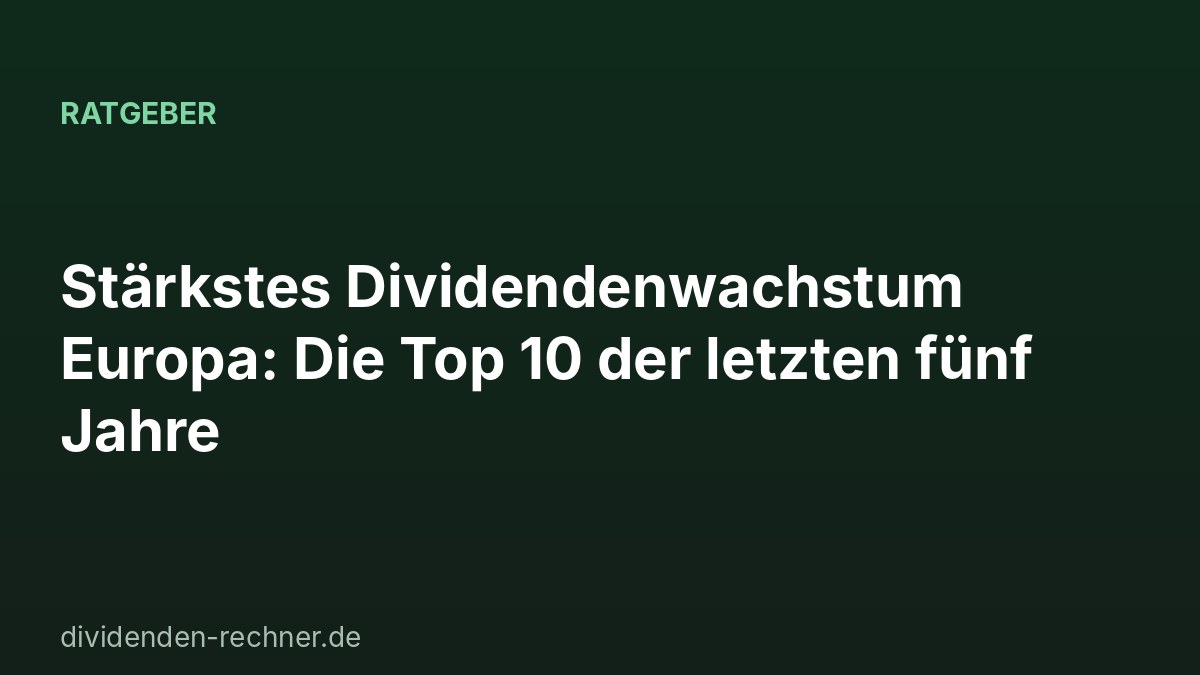 RATGEBER
Stärkstes Dividendenwachstum
Europa: Die Top 10 der letzten fünf
Jahre
dividenden-rechner.de